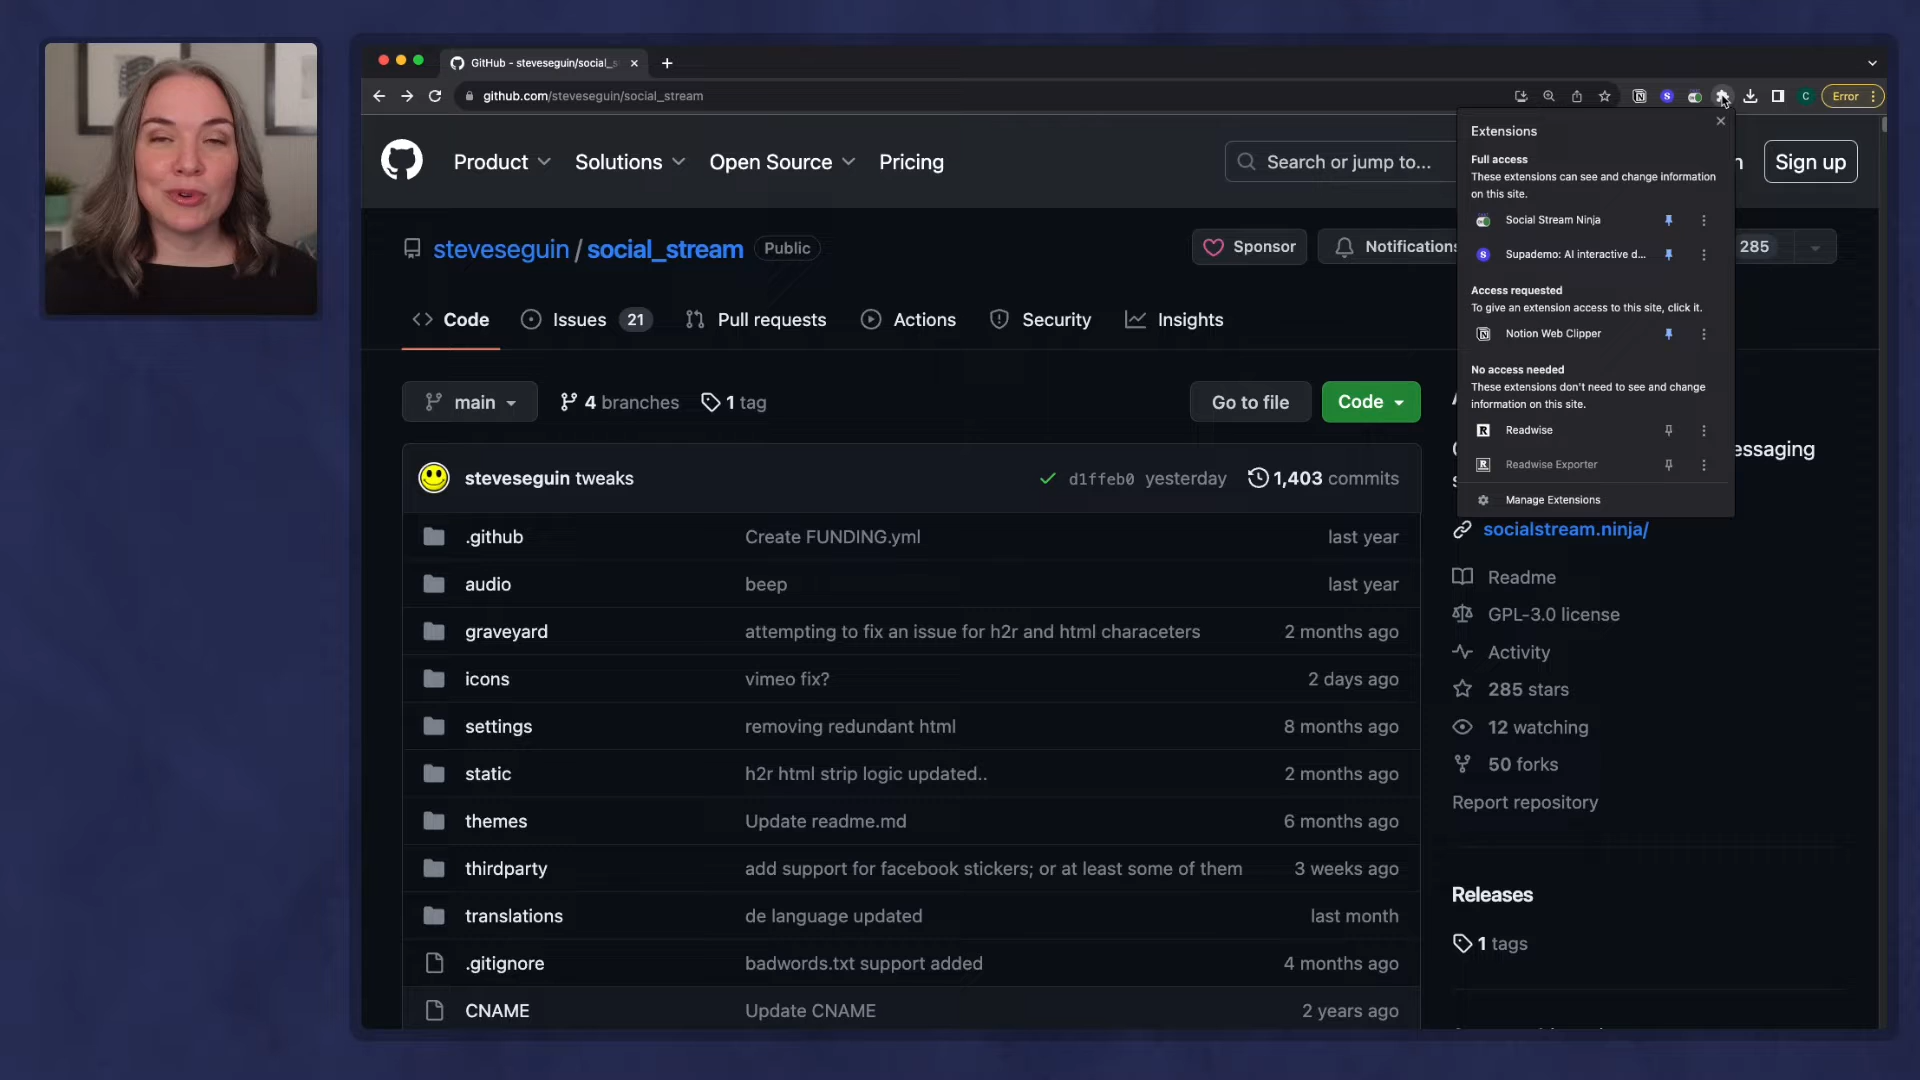 GitHub - steveseguin/social_s
github.com/steveseguin/social_stream
Error
Product
Solutions
Open Source
Pricing
Search or jump to...
Sign up
Extensions
Full access
These extensions can see and change information
on this site.
Social Stream Ninja
Supademo: AI interactive d...
Access requested
To give an extension access to this site, click it.
Notion Web Clipper
No access needed
These extensions don't need to see and change
information on this site.
Readwise
Readwise Exporter
Manage Extensions
steveseguin / social_stream
Public
Sponsor
Notifications
285
Code
Issues 21
Pull requests
Actions
Security
Insights
main
4 branches
1 tag
Go to file
Code
steveseguin tweaks
d1ffeb0 yesterday
1,403 commits
.github Create FUNDING.yml last year
audio beep last year
graveyard attempting to fix an issue for h2r and html characeters 2 months ago
icons vimeo fix? 2 days ago
settings removing redundant html 8 months ago
static h2r html strip logic updated.. 2 months ago
themes Update readme.md 6 months ago
thirdparty add support for facebook stickers; or at least some of them 3 weeks ago
translations de language updated last month
.gitignore badwords.txt support added 4 months ago
CNAME Update CNAME 2 years ago
essaging
socialstream.ninja/
Readme
GPL-3.0 license
Activity
285 stars
12 watching
50 forks
Report repository
Releases
1 tags